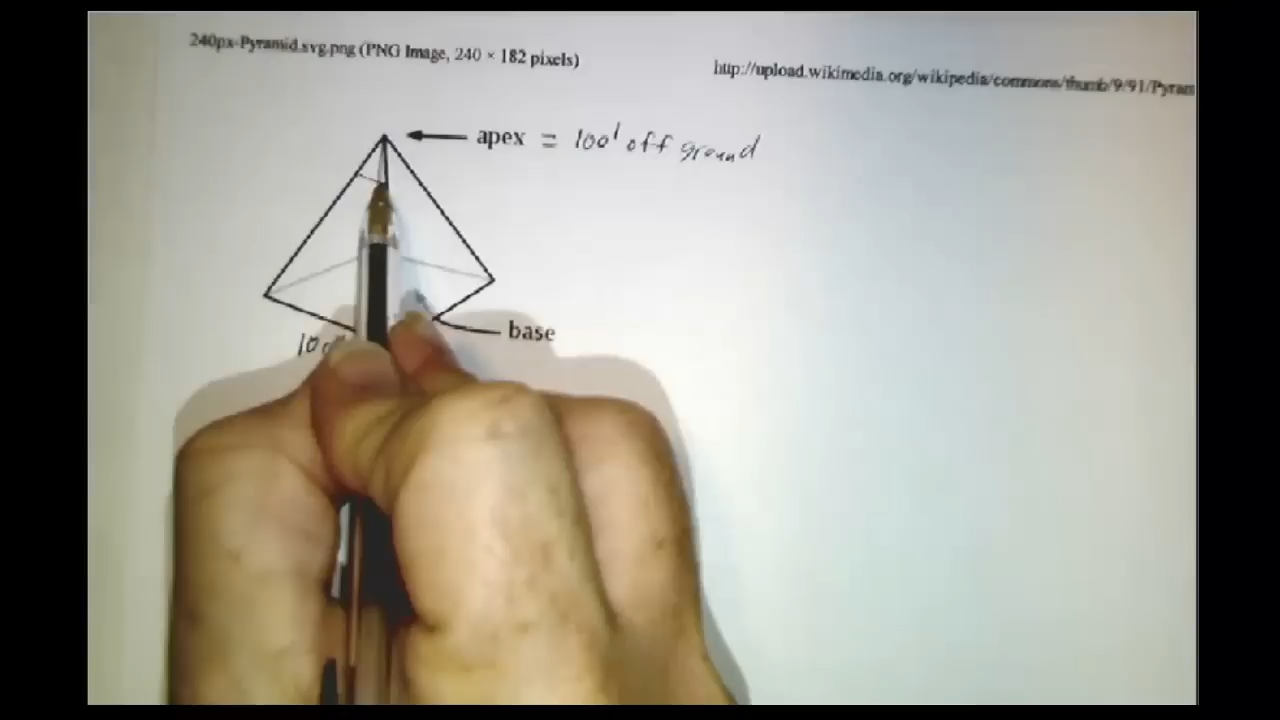 240px-Pyramid.svg.png (PNG Image, 240 × 182 pixels)
http://upload.wikimedia.org/wikipedia/commons/thumb/9/91/Pyram
apex = 100' off ground
base